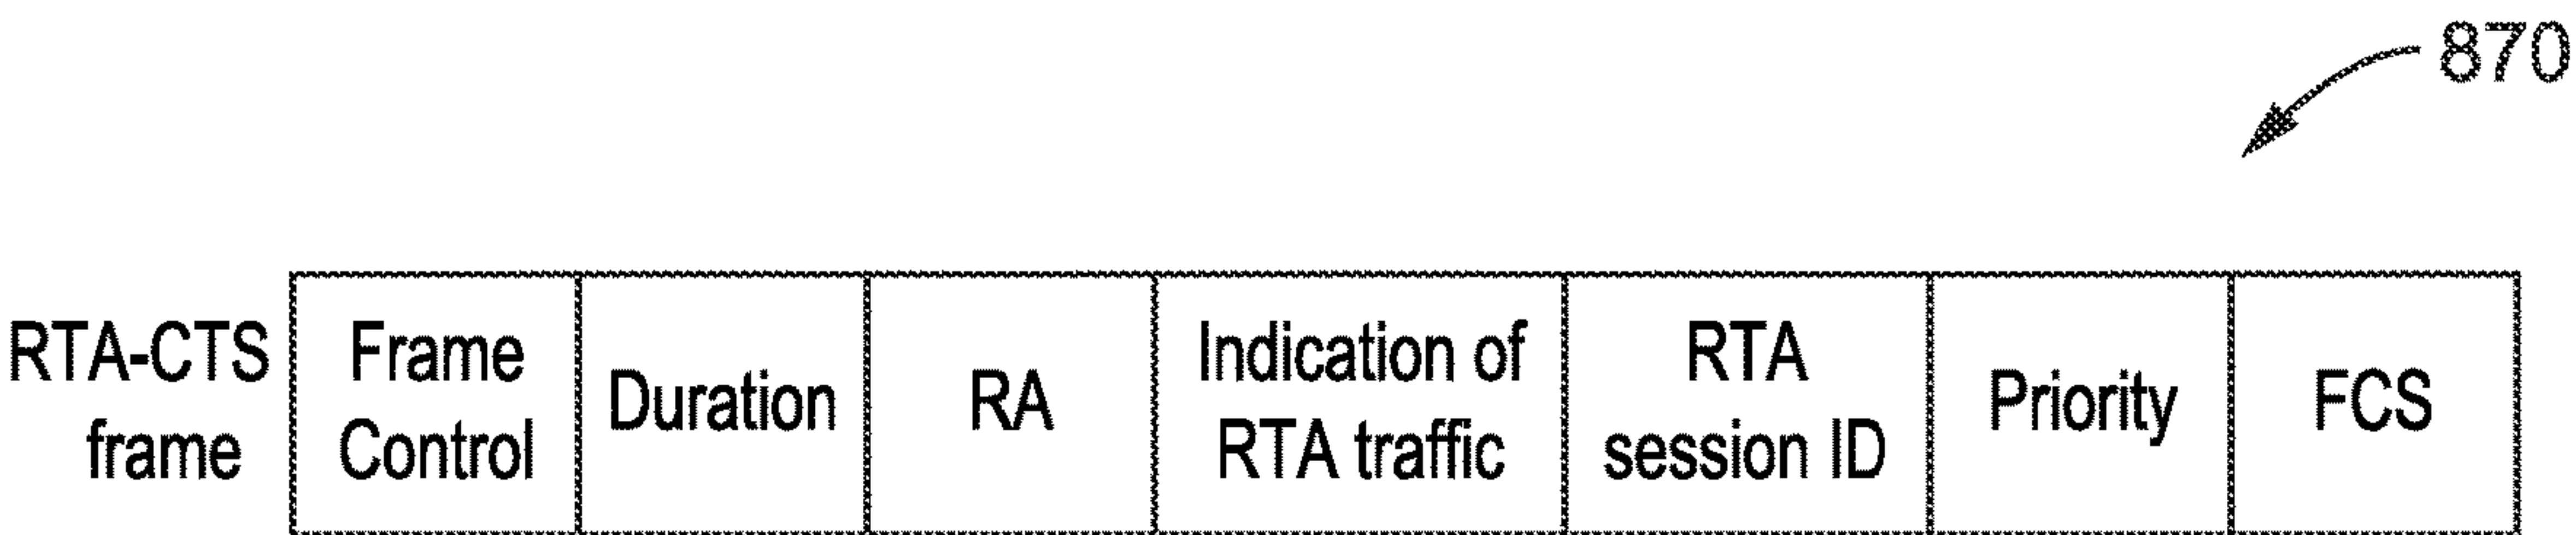 870
RTA-CTS
frame
Frame
Control
Duration
RA
Indication of
RTA traffic
RTA
session ID
Priority
FCS